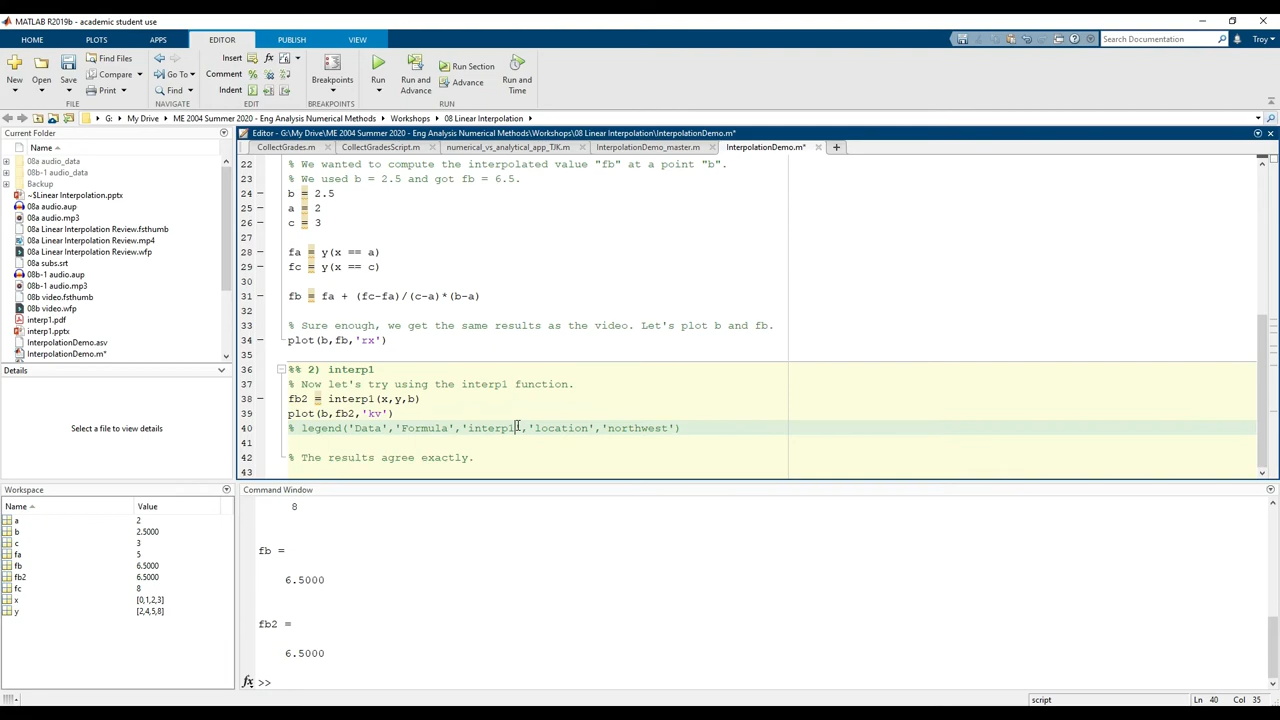 MATLAB R2019b - academic student use
HOME PLOTS APPS EDITOR PUBLISH VIEW
Search Documentation
Troy
New Open Save
Find Files
Compare
Print
Go To
Find
Insert
Comment
Indent
Breakpoints
Run
Run and Advance
Run Section
Advance
Run and Time
FILE NAVIGATE EDIT BREAKPOINTS RUN
G: My Drive ME 2004 Summer 2020 - Eng Analysis Numerical Methods Workshops 08 Linear Interpolation
Current Folder
Name
08a audio_data
08b-1 audio_data
Backup
~$Linear Interpolation.pptx
08a audio.aup
08a audio.mp3
08a Linear Interpolation Review.fsthumb
08a Linear Interpolation Review.mp4
08a Linear Interpolation Review.wfp
08a subs.srt
08b-1 audio.aup
08b-1 audio.mp3
08b video.fsthumb
08b video.wfp
interp1.pdf
interp1.pptx
InterpolationDemo.asv
InterpolationDemo.m*
Details
Select a file to view details
Workspace
Name Value
a 2
b 2.5000
c 3
fa 5
fb 6.5000
fb2 6.5000
fc 8
x [0,1,2,3]
y [2,4,5,8]
Editor - G:\My Drive\ME 2004 Summer 2020 - Eng Analysis Numerical Methods\Workshops\08 Linear Interpolation\InterpolationDemo.m*
CollectGrades.m CollectGradesScript.m numerical_vs_analytical_app_TJK.m InterpolationDemo_master.m InterpolationDemo.m*
22 % We wanted to compute the interpolated value "fb" at a point "b".
23 % We used b = 2.5 and got fb = 6.5.
24 b = 2.5
25 a = 2
26 c = 3
27
28 fa = y(x == a)
29 fc = y(x == c)
30
31 fb = fa + (fc-fa)/(c-a)*(b-a)
32
33 % Sure enough, we get the same results as the video. Let's plot b and fb.
34 plot(b,fb,'rx')
35
36 %% 2) interp1
37 % Now let's try using the interp1 function.
38 fb2 = interp1(x,y,b)
39 plot(b,fb2,'kv')
40 % legend('Data','Formula','interp1','location','northwest')
41
42 % The results agree exactly.
43
Command Window
8
fb =
6.5000
fb2 =
6.5000
fx >>
script
Ln 40 Col 35